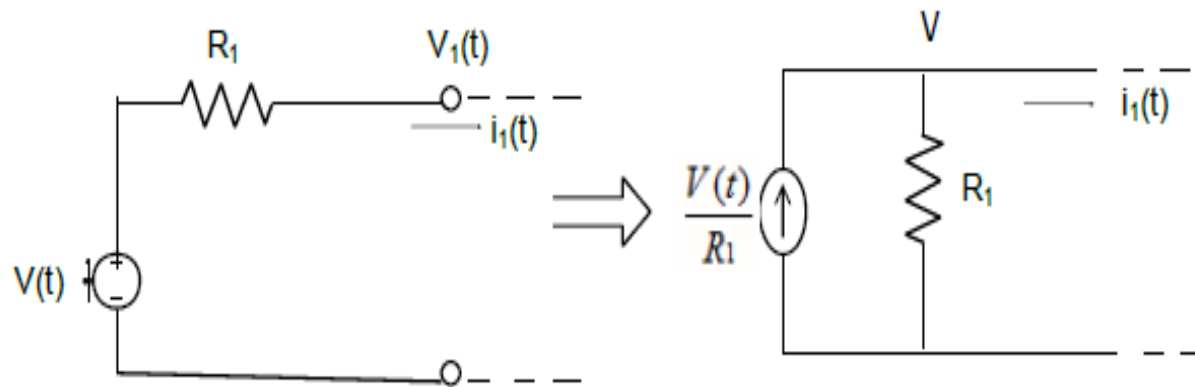 R₁
V₁(t)
i₁(t)
V(t)
+
-
V
i₁(t)
V(t)
R1
R₁